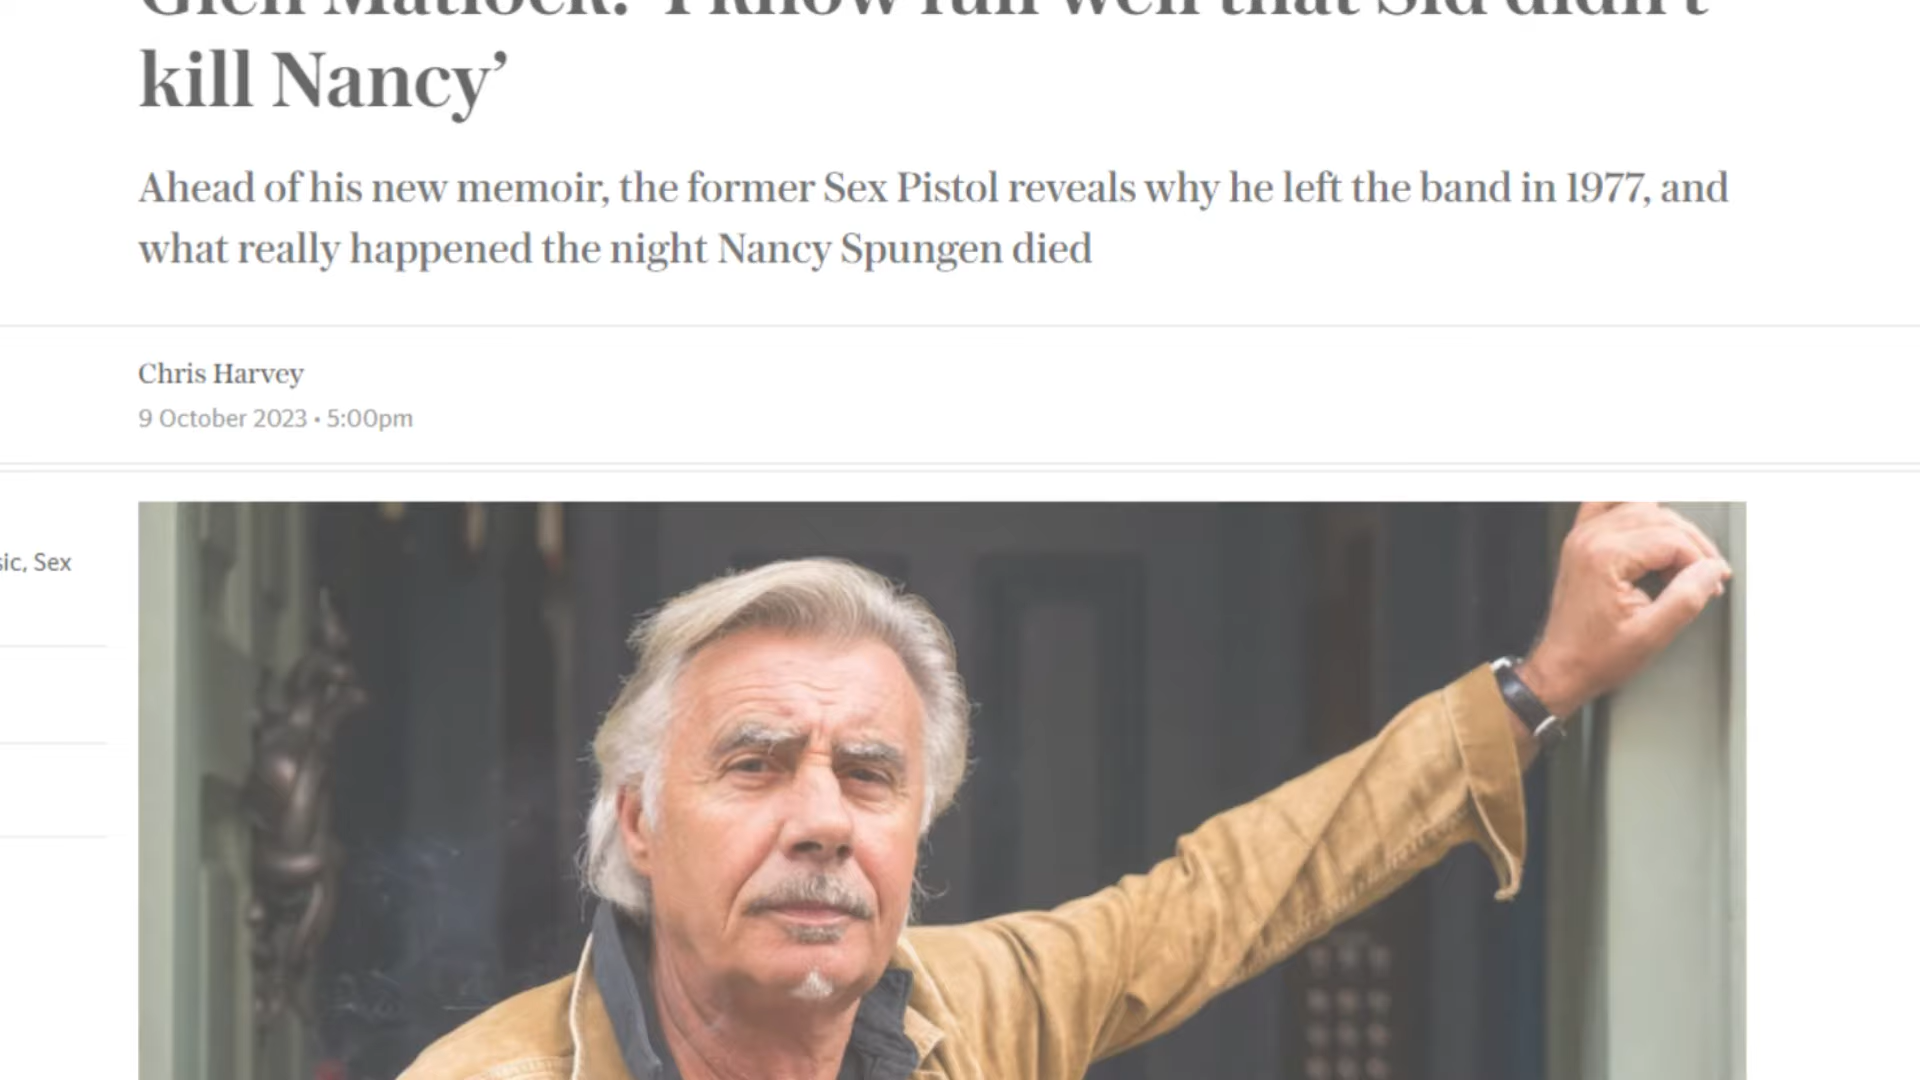 Glen Matlock: ‘I know full well that Sid didn’t
kill Nancy’
Ahead of his new memoir, the former Sex Pistol reveals why he left the band in 1977, and
what really happened the night Nancy Spungen died
Chris Harvey
9 October 2023 • 5:00pm
sic, Sex